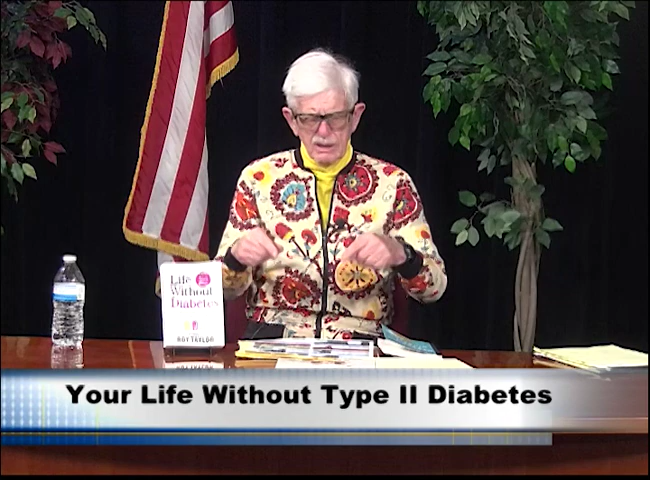 Life
Without
Diabetes
ROY TAYLOR
Your Life Without Type II Diabetes